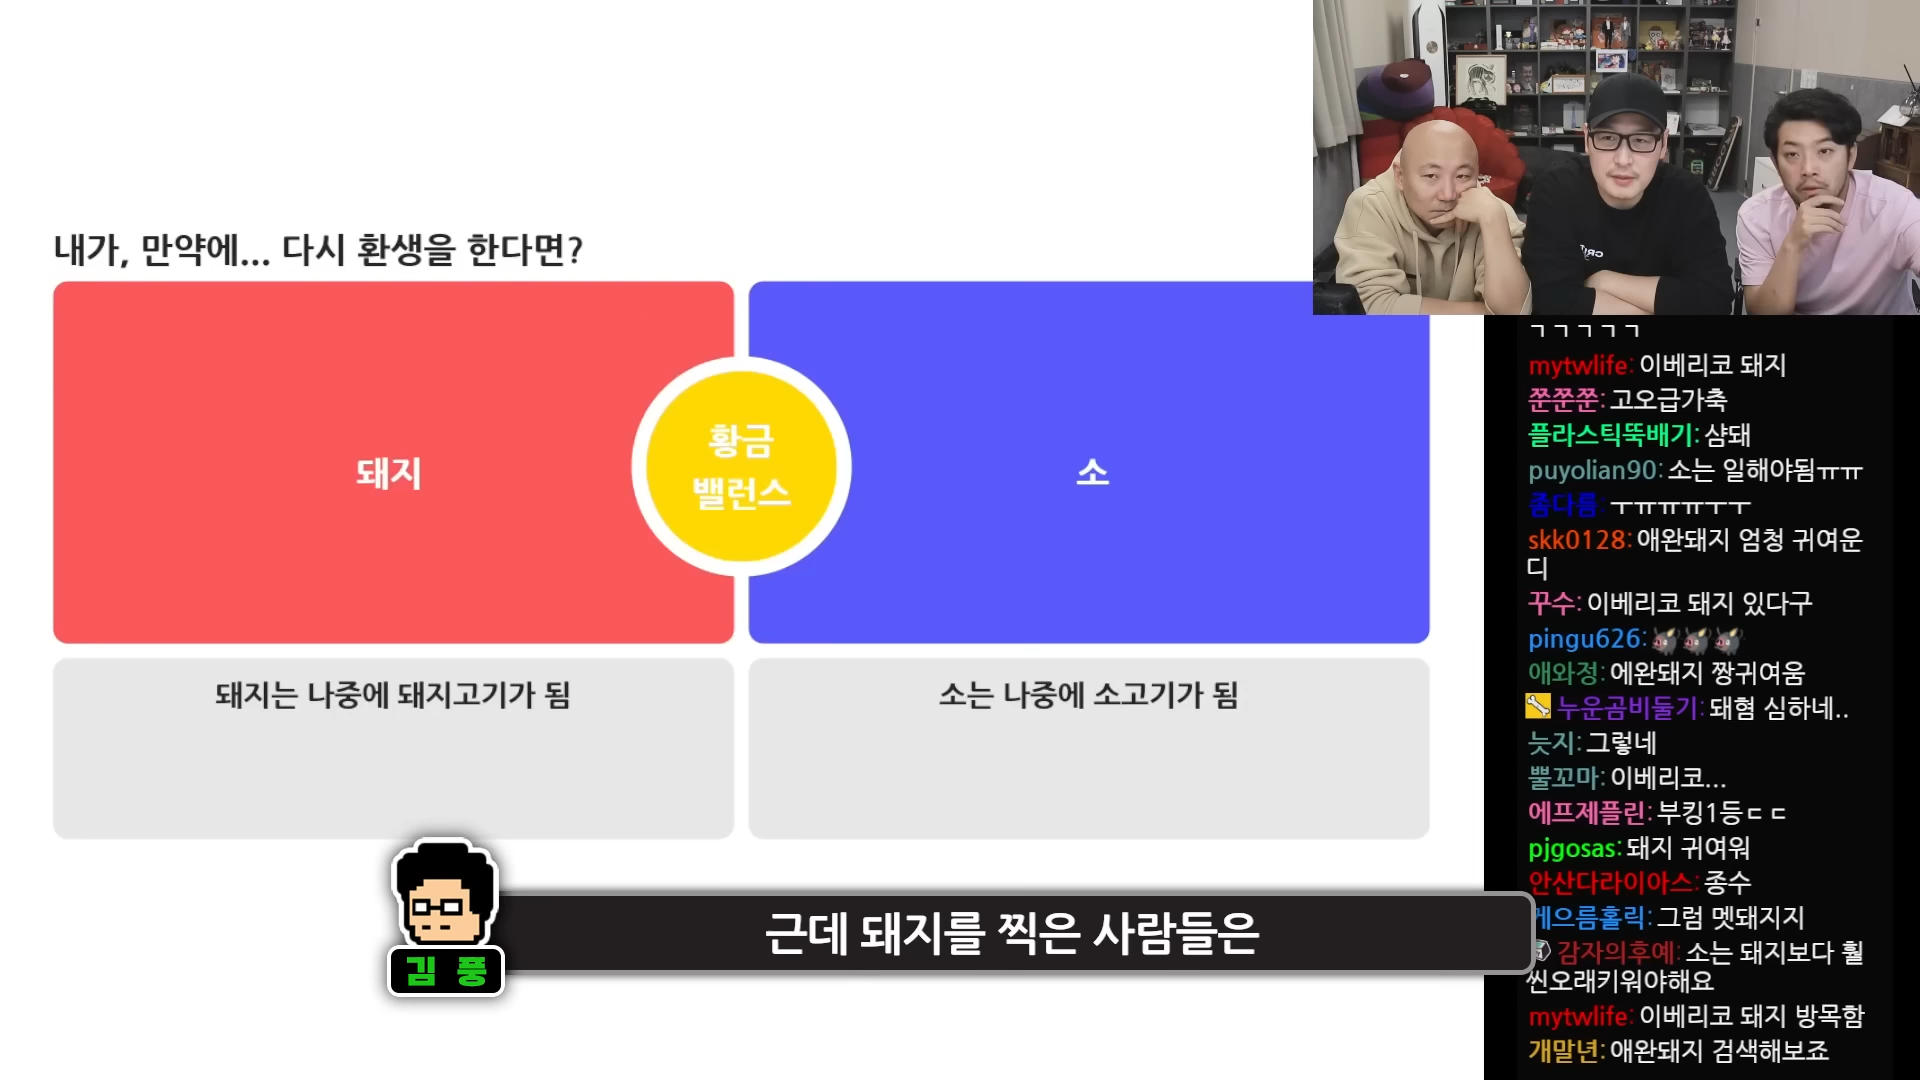 내가, 만약에... 다시 환생을 한다면?
돼지
황금
밸런스
소
돼지는 나중에 돼지고기가 됨
소는 나중에 소고기가 됨
근데 돼지를 찍은 사람들은
김 풍
ㄱㄱㄱㄱㄱ
mytwlife: 이베리코 돼지
쭌쭌쭌: 고오급가축
플라스틱뚝배기: 샴돼
puyolian90: 소는 일해야됨ㅠㅠ
좀다름: ㅜㅠㅠㅠㅜㅜ
skk0128: 애완돼지 엄청 귀여운
디
꾸수: 이베리코 돼지 있다구
pingu626:
애와정: 에완돼지 짱귀여움
누운곰비둘기: 돼혐 심하네..
늣지: 그렇네
뿔꼬마: 이베리코...
에프제플린: 부킹1등ㄷㄷ
pjgosas: 돼지 귀여워
안산다라이아스: 종수
게으름홀릭: 그럼 멧돼지지
감자의후예: 소는 돼지보다 훨
씬오래키워야해요
mytwlife: 이베리코 돼지 방목함
개말년: 애완돼지 검색해보죠